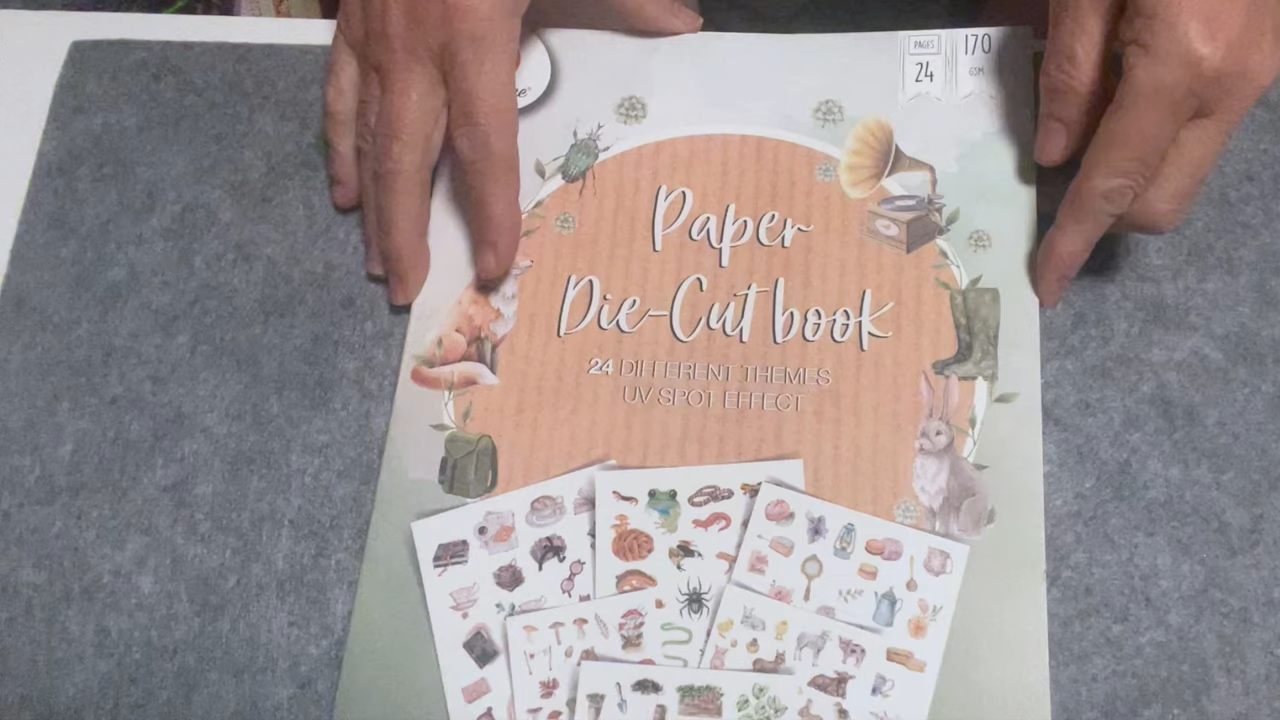 PAGES
24
170
GSM
Paper
Die-Cut book
24 DIFFERENT THEMES
UV SPOT EFFECT